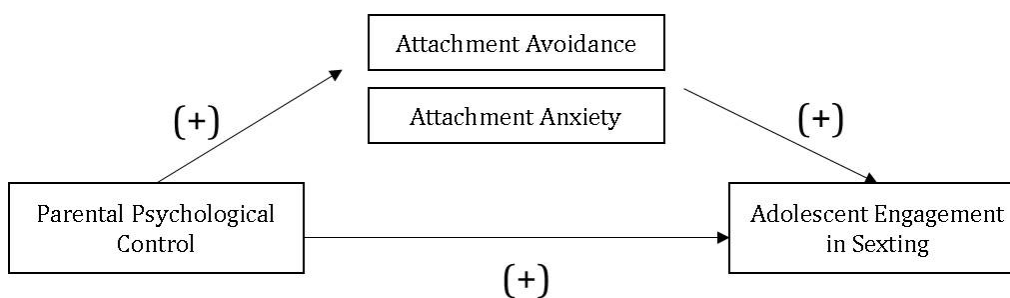 Attachment Avoidance
Attachment Anxiety
(+)
(+)
Parental Psychological
Control
Adolescent Engagement
in Sexting
(+)